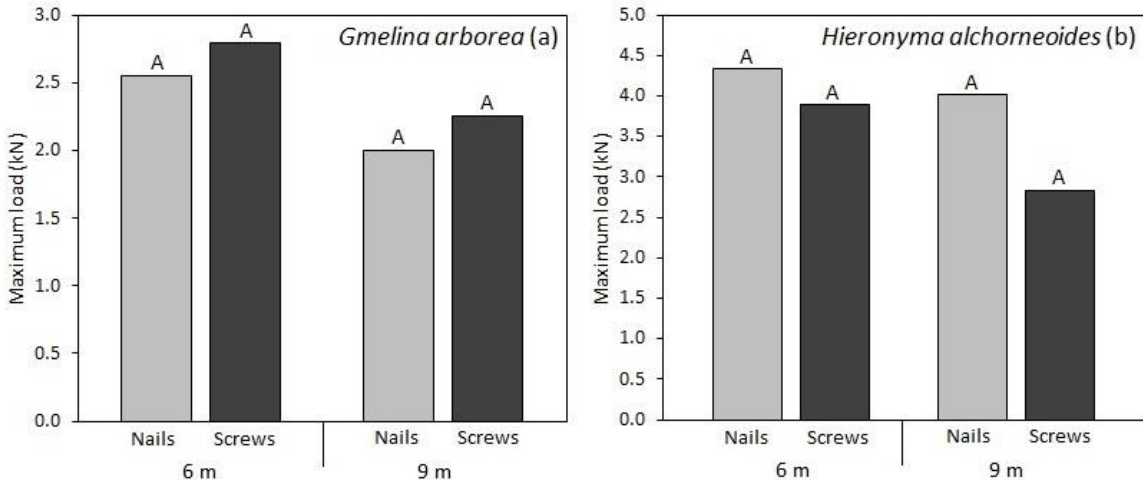 Gmelina arborea (a)
Maximum load (kN)
3.0
2.5
2.0
1.5
1.0
0.5
0.0
A
A
A
A
Nails
Screws
Nails
Screws
6 m
9 m
Hieronyma alchorneoides (b)
Maximum load (kN)
5.0
4.5
4.0
3.5
3.0
2.5
2.0
1.5
1.0
0.5
0.0
A
A
A
A
Nails
Screws
Nails
Screws
6 m
9 m